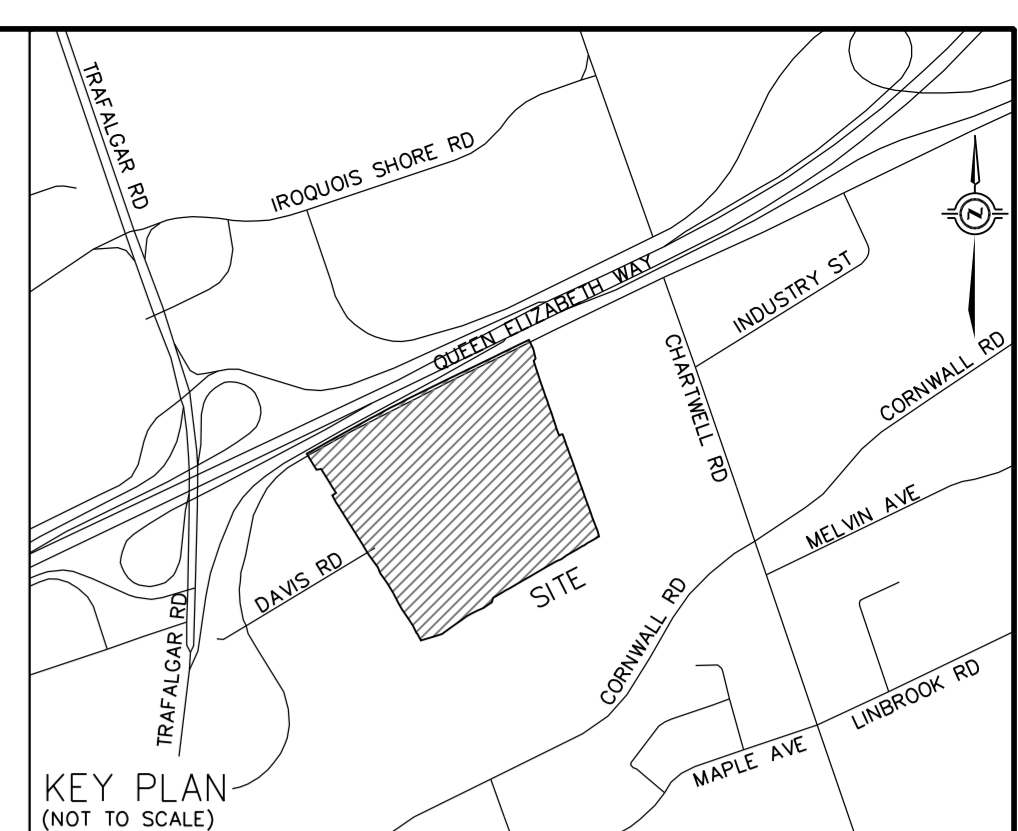 TRAFALGAR RD
IROQUOIS SHORE RD
QUEEN ELIZABETH WAY
INDUSTRY ST
N
CHARTWELL RD
CORNWALL RD
MELVIN AVE
DAVIS RD
SITE
CORNWALL RD
TRAFALGAR RD
LINBROOK RD
MAPLE AVE
KEY PLAN
(NOT TO SCALE)